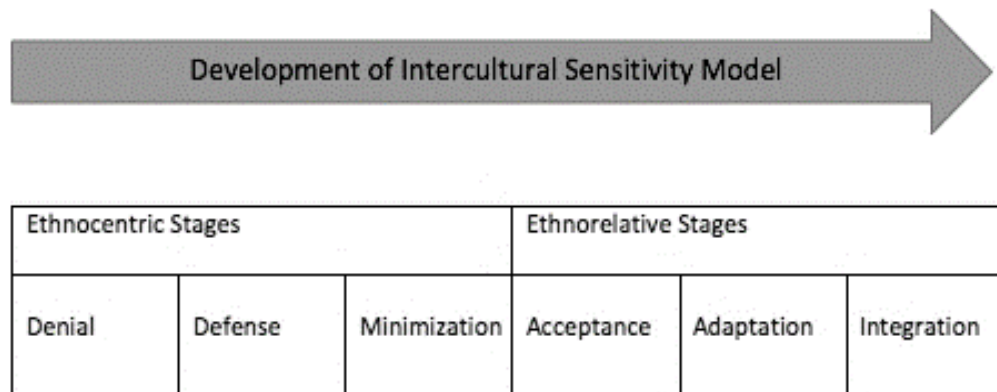 Development of Intercultural Sensitivity Model
Ethnocentric Stages
Ethnorelative Stages
Denial
Defense
Minimization
Acceptance
Adaptation
Integration